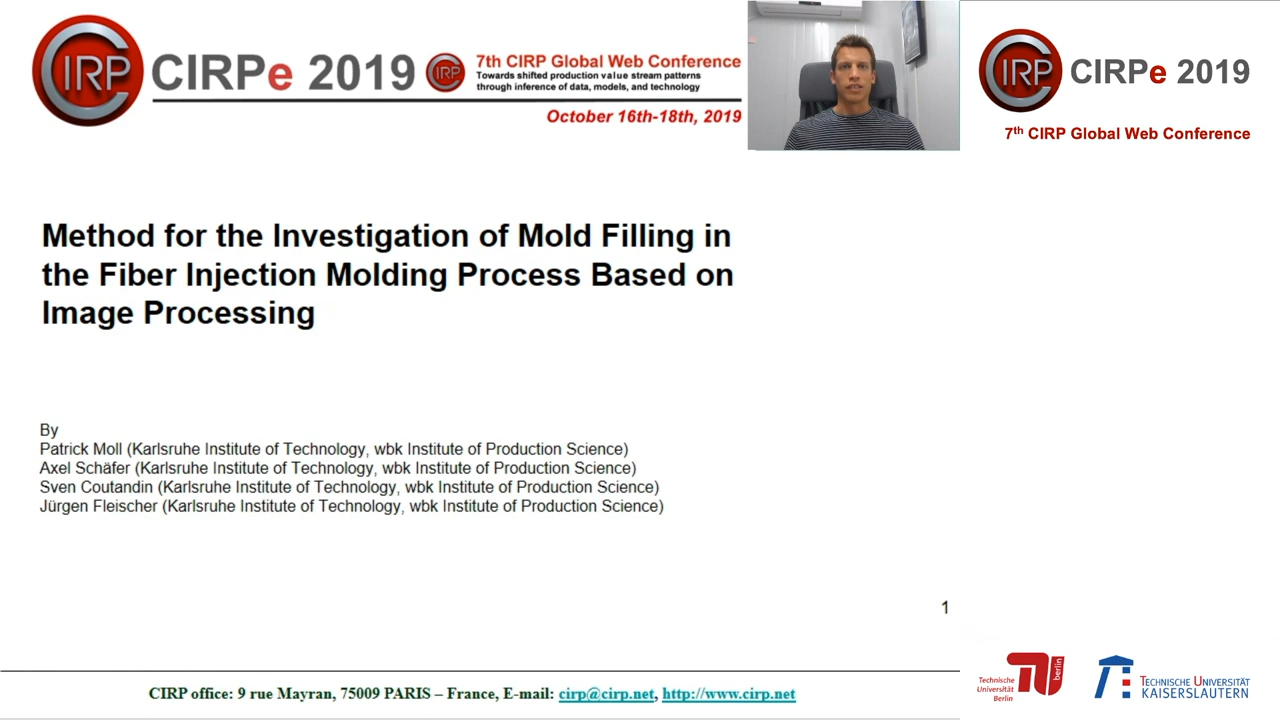 CIRP CIRPe 2019 CIRP 7th CIRP Global Web Conference
Towards shifted production value stream patterns
through inference of data, models, and technology
October 16th-18th, 2019
CIRP CIRPe 2019
7th CIRP Global Web Conference
Method for the Investigation of Mold Filling in
the Fiber Injection Molding Process Based on
Image Processing
By
Patrick Moll (Karlsruhe Institute of Technology, wbk Institute of Production Science)
Axel Schäfer (Karlsruhe Institute of Technology, wbk Institute of Production Science)
Sven Coutandin (Karlsruhe Institute of Technology, wbk Institute of Production Science)
Jürgen Fleischer (Karlsruhe Institute of Technology, wbk Institute of Production Science)
1
CIRP office: 9 rue Mayran, 75009 PARIS – France, E-mail: cirp@cirp.net, http://www.cirp.net
Technische
Universität
Berlin
berlin
TECHNISCHE UNIVERSITÄT
KAISERSLAUTERN